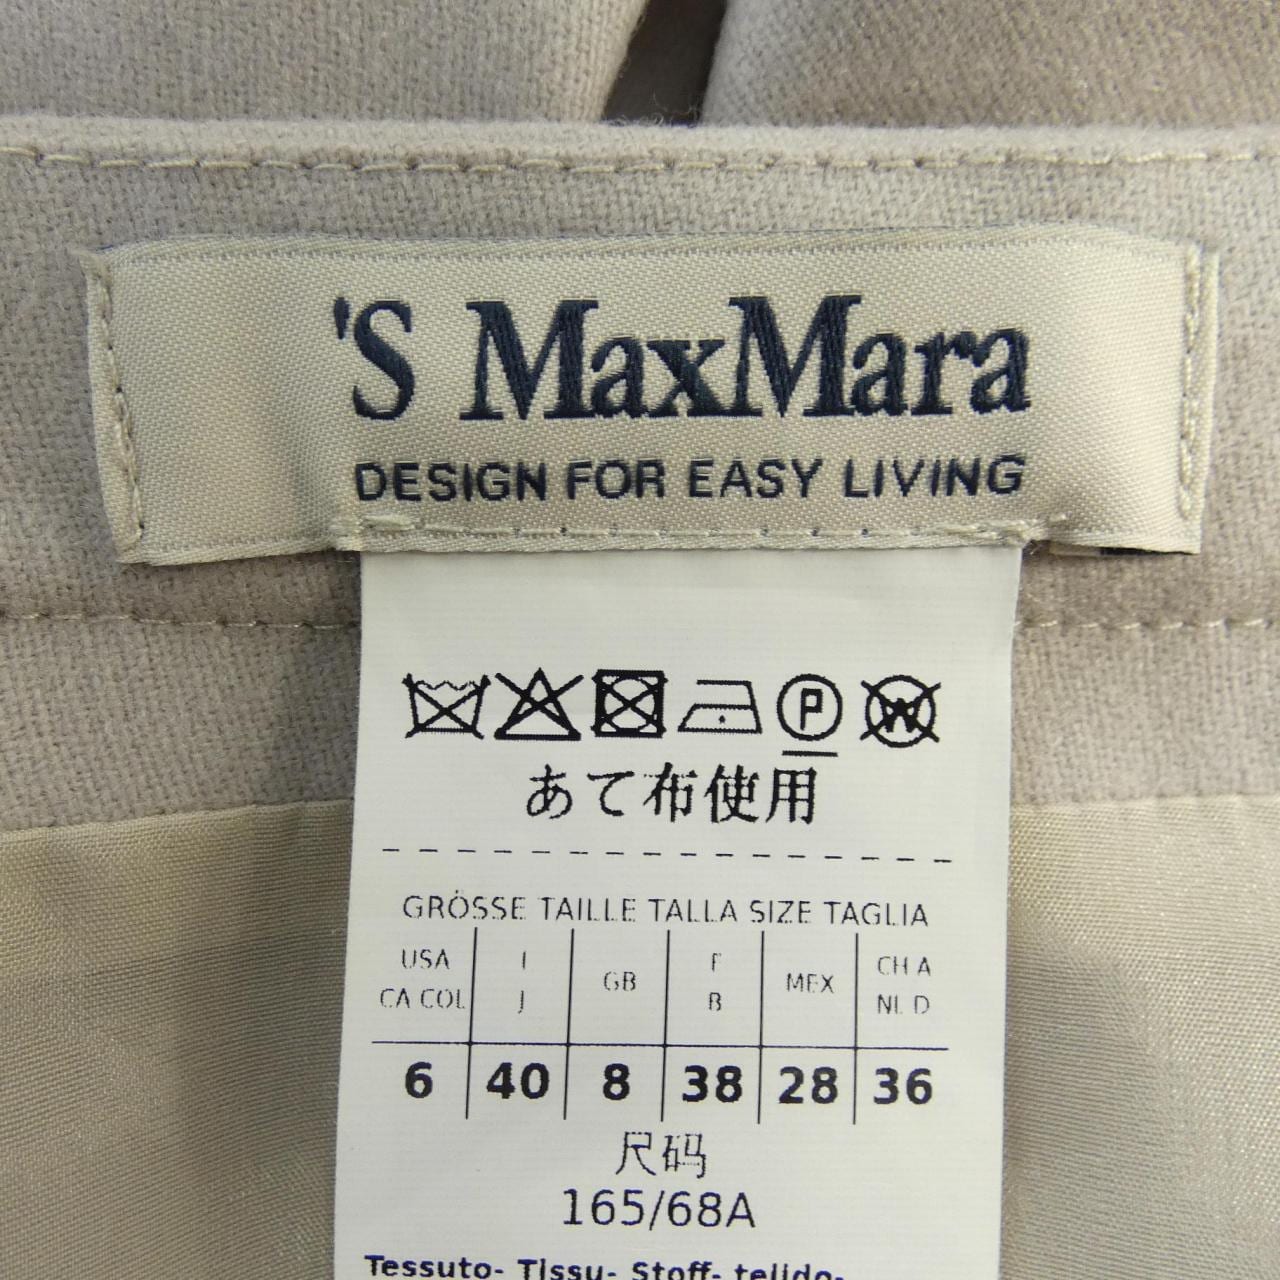 'S MaxMara
DESIGN FOR EASY LIVING
P W
あて布使用
GRÖSSE TAILLE TALLA SIZE TAGLIA
USA I GB F MEX CH A
CA COL J B NL D
6 40 8 38 28 36
尺码
165/68A
Tessuto- Tissu- Stoff- tejido-